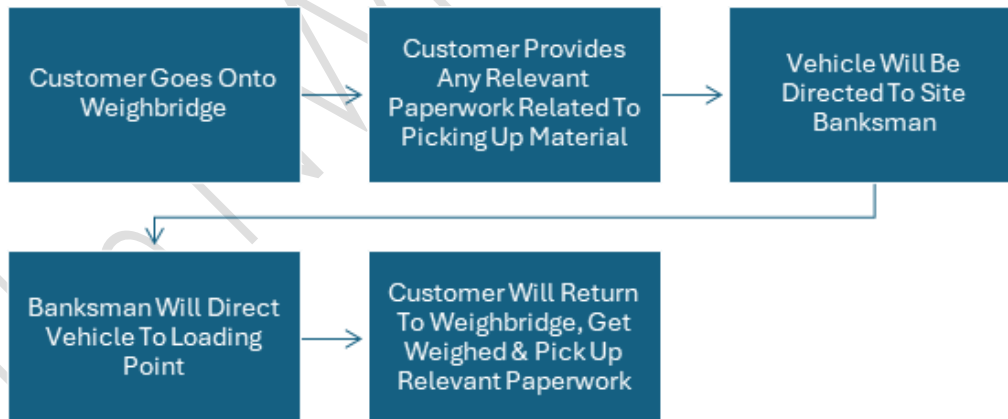 Customer Goes Onto
Weighbridge
Customer Provides
Any Relevant
Paperwork Related To
Picking Up Material
Vehicle Will Be
Directed To Site
Banksman
Banksman Will Direct
Vehicle To Loading
Point
Customer Will Return
To Weighbridge, Get
Weighed & Pick Up
Relevant Paperwork